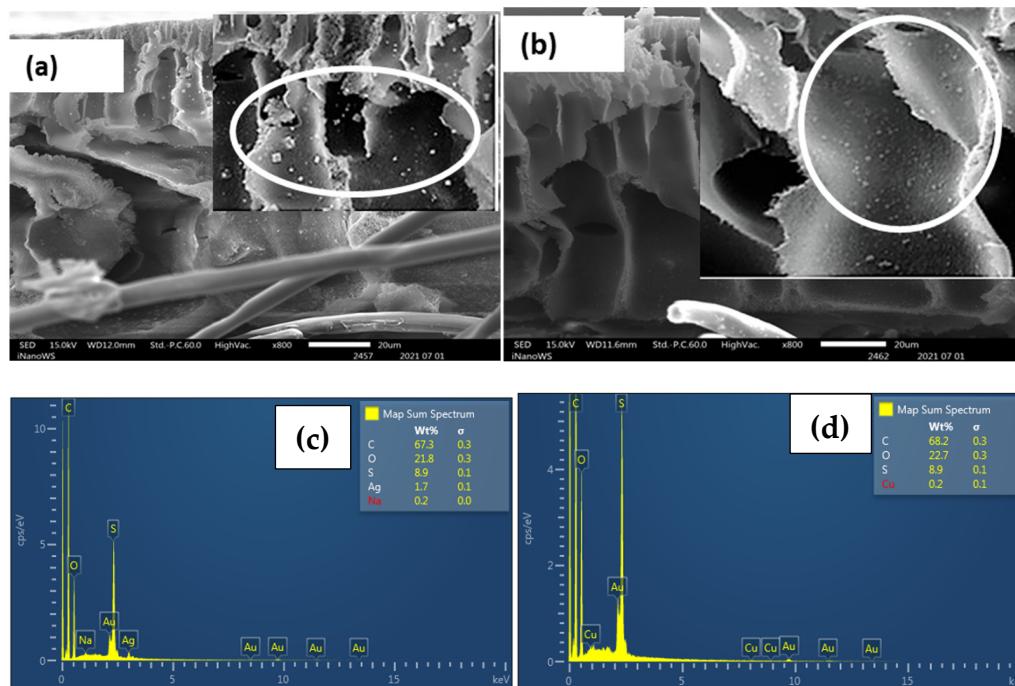 (a)
SED 15.0kV WD12.0mm Std.-P.C.60.0 HighVac. x800 20um
iNanoWS 2457 2021 07 01
(b)
SED 15.0kV WD11.6mm Std.-P.C.60.0 HighVac. x800 20um
iNanoWS 2462 2021 07 01
(c)
Map Sum Spectrum
Wt% σ
C 67.3 0.3
O 21.8 0.3
S 8.9 0.1
Ag 1.7 0.1
Na 0.2 0.0
cps/eV
10
5
0
C
O
Na
Au
S
Ag
Au
Au
Au
Au
0 5 10 15 keV
(d)
Map Sum Spectrum
Wt% σ
C 68.2 0.3
O 22.7 0.3
S 8.9 0.1
Cu 0.2 0.1
cps/eV
4
2
0
C
O
Cu
Au
S
Cu
Cu
Au
Au
Au
0 5 10 15